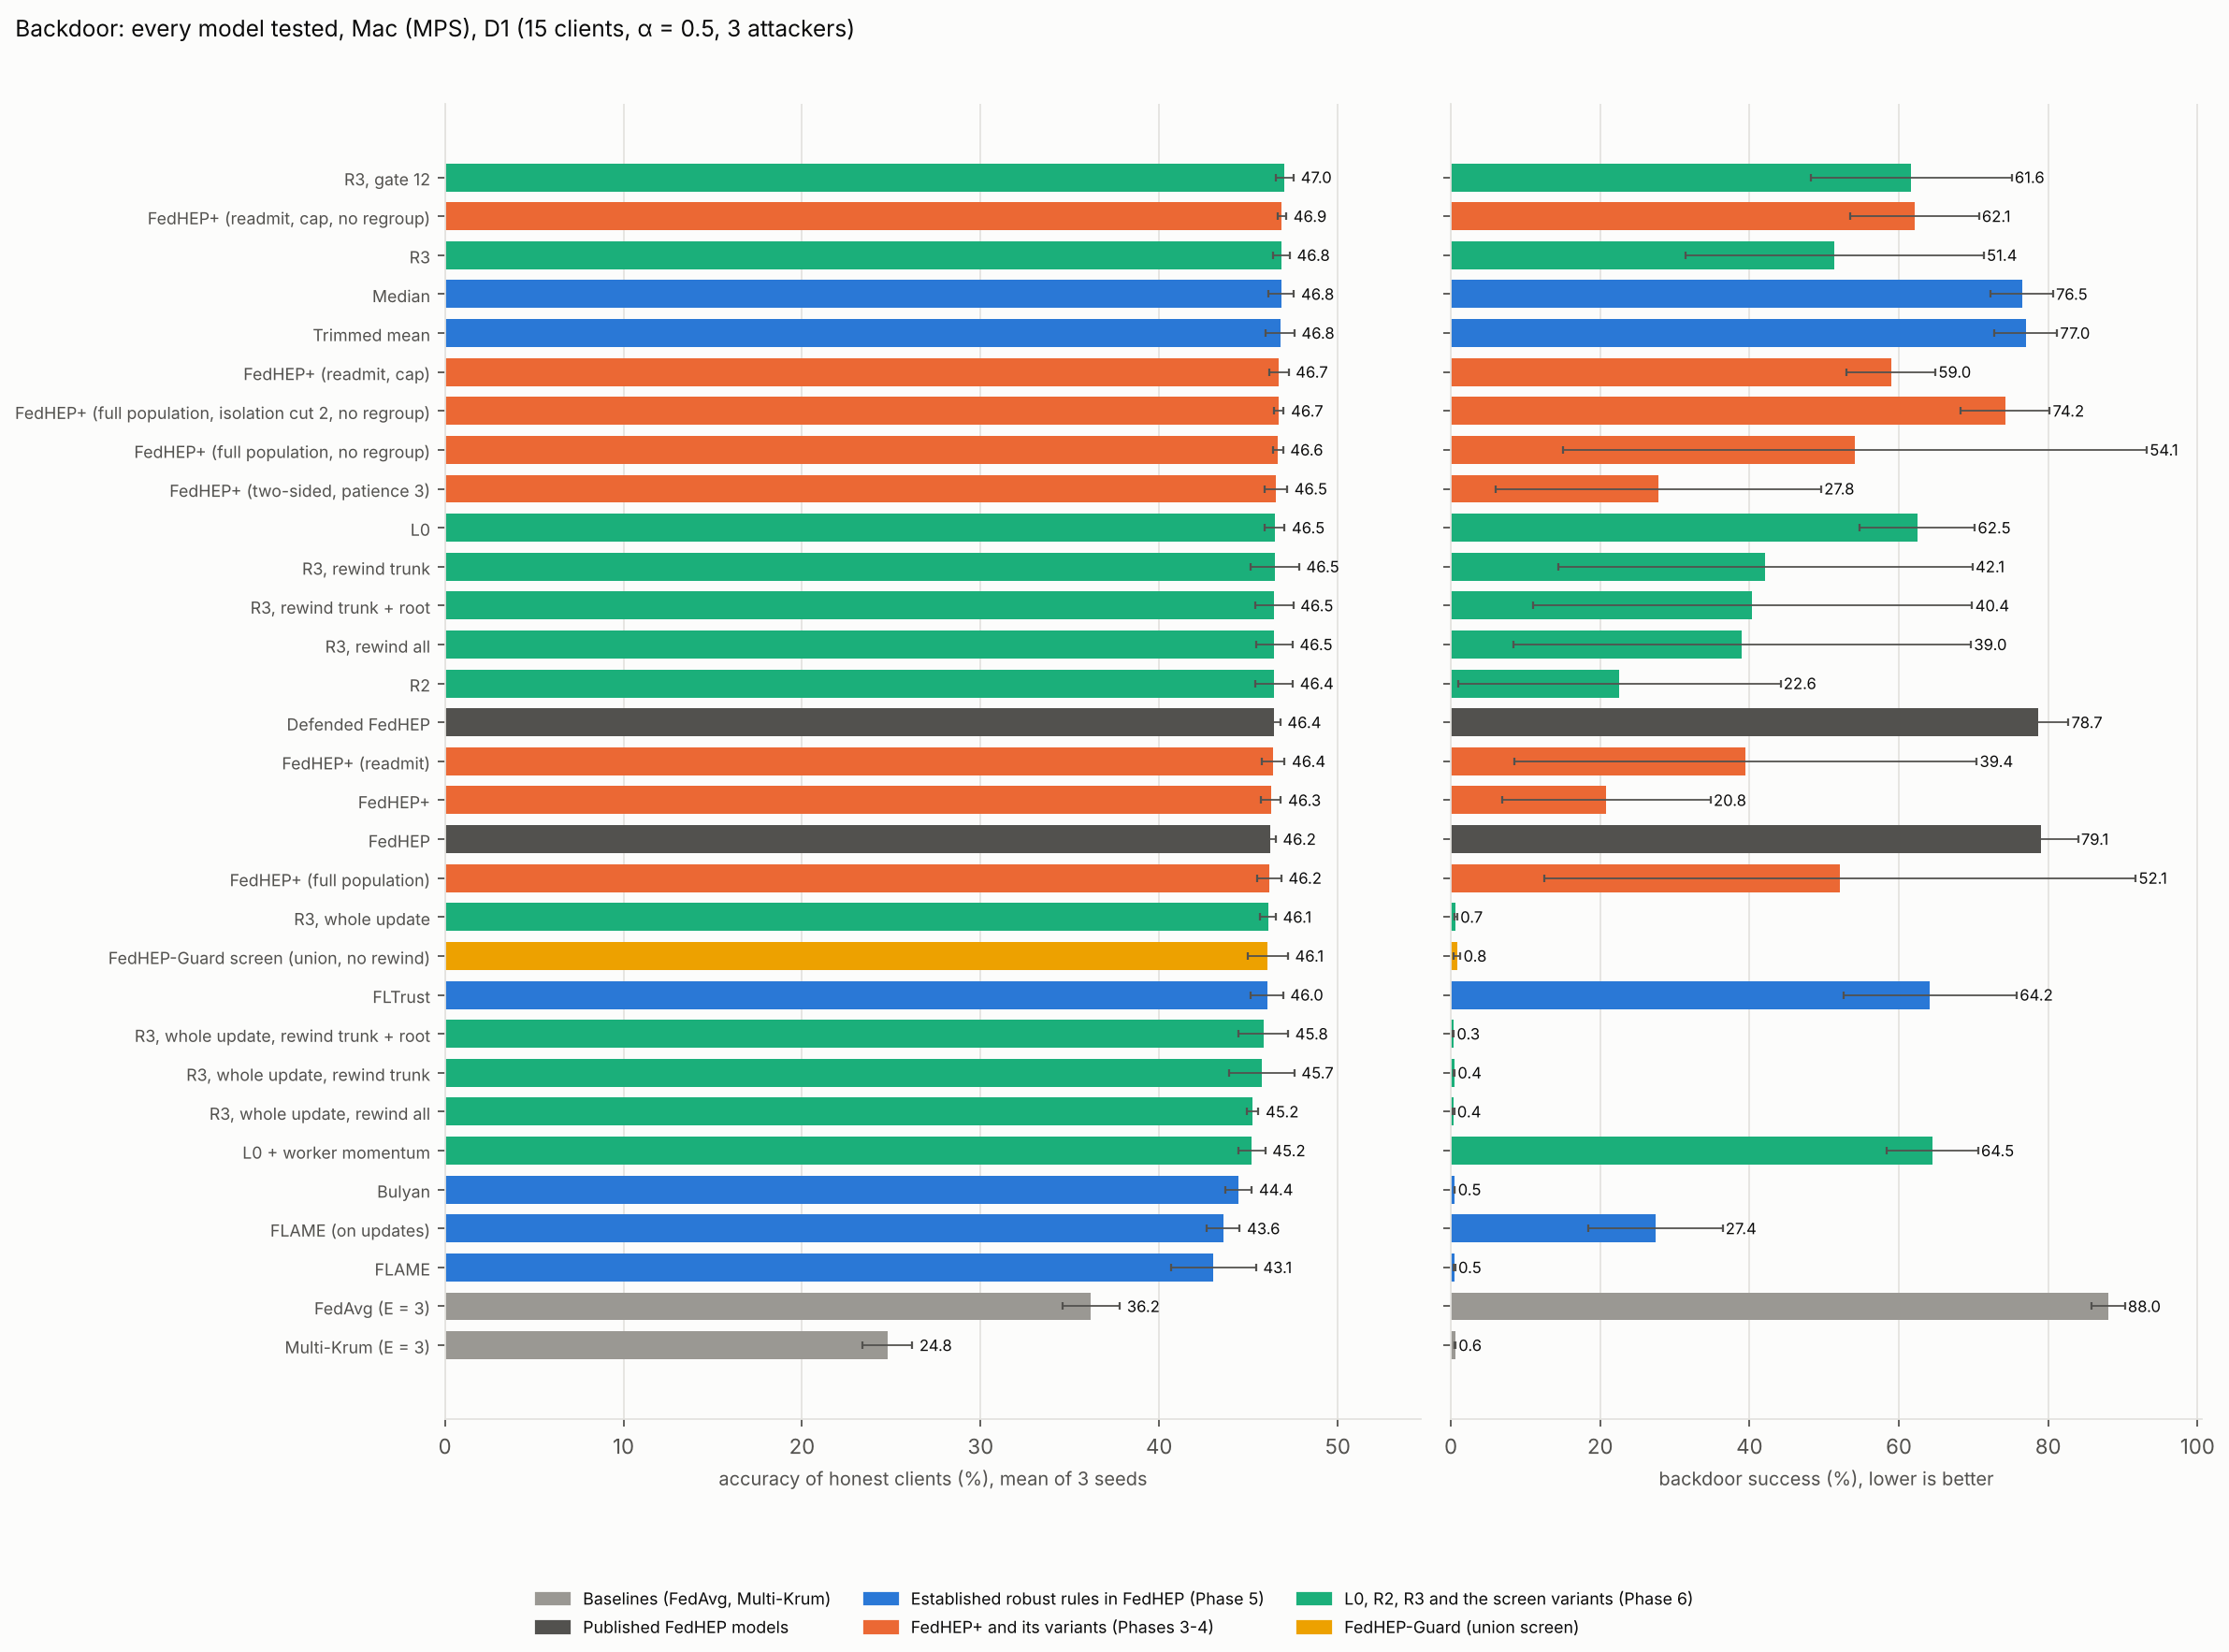 Backdoor: every model tested, Mac (MPS), D1 (15 clients, α = 0.5, 3 attackers)
R3, gate 12 47.0 61.6
FedHEP+ (readmit, cap, no regroup) 46.9 62.1
R3 46.8 51.4
Median 46.8 76.5
Trimmed mean 46.8 77.0
FedHEP+ (readmit, cap) 46.7 59.0
FedHEP+ (full population, isolation cut 2, no regroup) 46.7 74.2
FedHEP+ (full population, no regroup) 46.6 54.1
FedHEP+ (two-sided, patience 3) 46.5 27.8
L0 46.5 62.5
R3, rewind trunk 46.5 42.1
R3, rewind trunk + root 46.5 40.4
R3, rewind all 46.5 39.0
R2 46.4 22.6
Defended FedHEP 46.4 78.7
FedHEP+ (readmit) 46.4 39.4
FedHEP+ 46.3 20.8
FedHEP 46.2 79.1
FedHEP+ (full population) 46.2 52.1
R3, whole update 46.1 0.7
FedHEP-Guard screen (union, no rewind) 46.1 0.8
FLTrust 46.0 64.2
R3, whole update, rewind trunk + root 45.8 0.3
R3, whole update, rewind trunk 45.7 0.4
R3, whole update, rewind all 45.2 0.4
L0 + worker momentum 45.2 64.5
Bulyan 44.4 0.5
FLAME (on updates) 43.6 27.4
FLAME 43.1 0.5
FedAvg (E = 3) 36.2 88.0
Multi-Krum (E = 3) 24.8 0.6
0 10 20 30 40 50 0 20 40 60 80 100
accuracy of honest clients (%), mean of 3 seeds backdoor success (%), lower is better
Baselines (FedAvg, Multi-Krum) Established robust rules in FedHEP (Phase 5) L0, R2, R3 and the screen variants (Phase 6)
Published FedHEP models FedHEP+ and its variants (Phases 3-4) FedHEP-Guard (union screen)